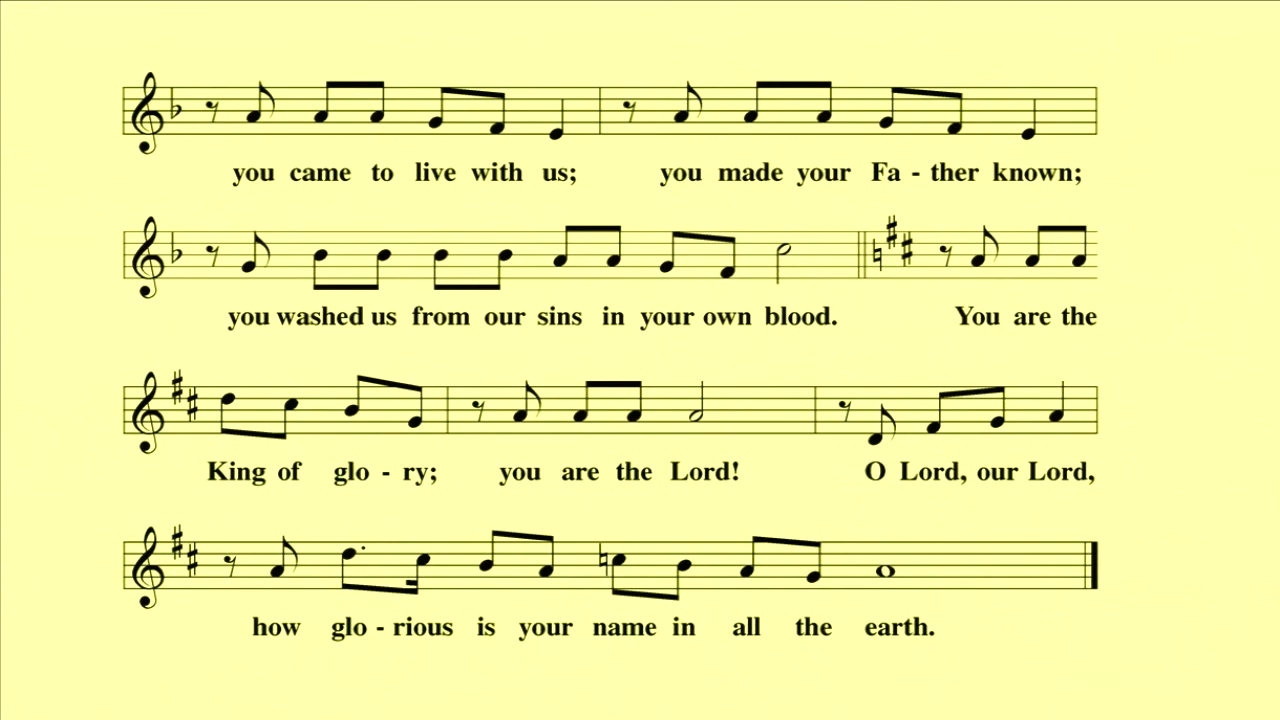 you came to live with us; you made your Fa - ther known;
you washed us from our sins in your own blood. You are the
King of glo - ry; you are the Lord! O Lord, our Lord,
how glo - rious is your name in all the earth.